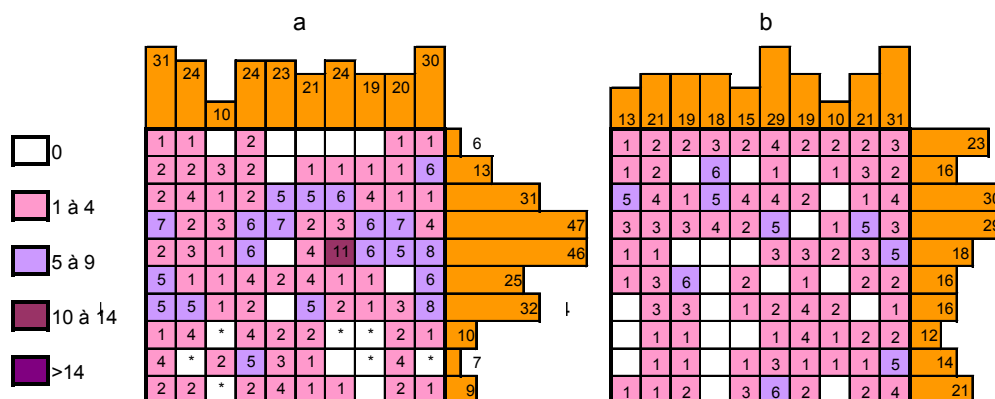 a
31 24 10 24 23 21 24 19 20 30
1 1 2 1 1 6
2 2 3 2 1 1 1 1 6 13
2 4 1 2 5 5 6 4 1 1 31
7 2 3 6 7 2 3 6 7 4 47
2 3 1 6 4 11 6 5 8 46
5 1 1 4 2 4 1 1 6 25
5 5 1 2 5 2 1 3 8 32
1 4 * 4 2 2 * * 2 1 10
4 * 2 5 3 1 * 4 * 7
2 2 * 2 4 1 1 2 1 9
b
13 21 19 18 15 29 19 10 21 31
1 2 2 3 2 4 2 2 2 3 23
1 2 6 1 1 3 2 16
5 4 1 5 4 4 2 1 4 30
3 3 3 4 2 5 1 5 3 29
1 1 3 3 2 3 5 18
1 3 6 2 1 2 2 16
3 3 1 2 4 2 1 16
1 1 1 4 1 2 2 12
1 1 1 3 1 1 1 5 14
1 1 2 3 6 2 2 4 21
0
1 à 4
5 à 9
10 à 14
>14